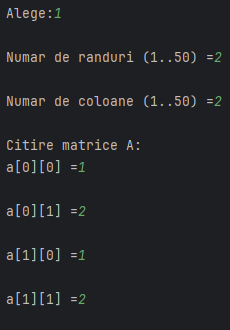 Alege:1
Numar de randuri (1..50) =2
Numar de coloane (1..50) =2
Citire matrice A:
a[0][0] =1
a[0][1] =2
a[1][0] =1
a[1][1] =2